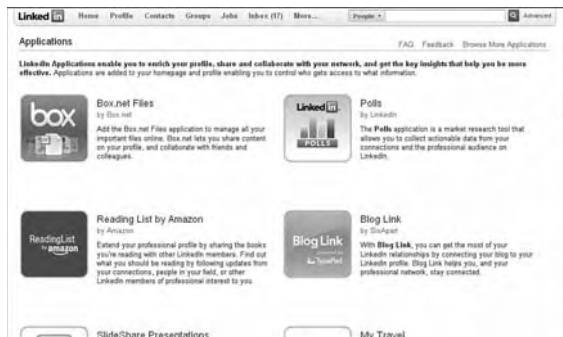 Linked in Home Profile Contacts Groups Jobs Inbox (17) More... People Advanced
Applications
FAQ Feedback Browse More Applications
LinkedIn Applications enable you to enrich your profile, share and collaborate with your network, and get the key insights that help you be more
effective. Applications are added to your homepage and profile enabling you to control who gets access to what information.
box
Box.net Files
by Box.net
Add the Box.net Files application to manage all your
important files online. Box.net lets you share content
on your profile, and collaborate with friends and
colleagues.
Linked in
POLLS
Polls
by LinkedIn
The Polls application is a market research tool that
allows you to collect actionable data from your
connections and the professional audience on
LinkedIn.
ReadingList
by amazon
Reading List by Amazon
by Amazon
Extend your professional profile by sharing the books
you're reading with other LinkedIn members. Find out
what you should be reading by following updates from
your connections, people in your field, or other
LinkedIn members of professional interest to you.
Blog Link
powered by
TypePad
Blog Link
by SixApart
With Blog Link, you can get the most of your
LinkedIn relationships by connecting your blog to your
LinkedIn profile. Blog Link helps you, and your
professional network, stay connected.
SlideShare Presentations
My Travel